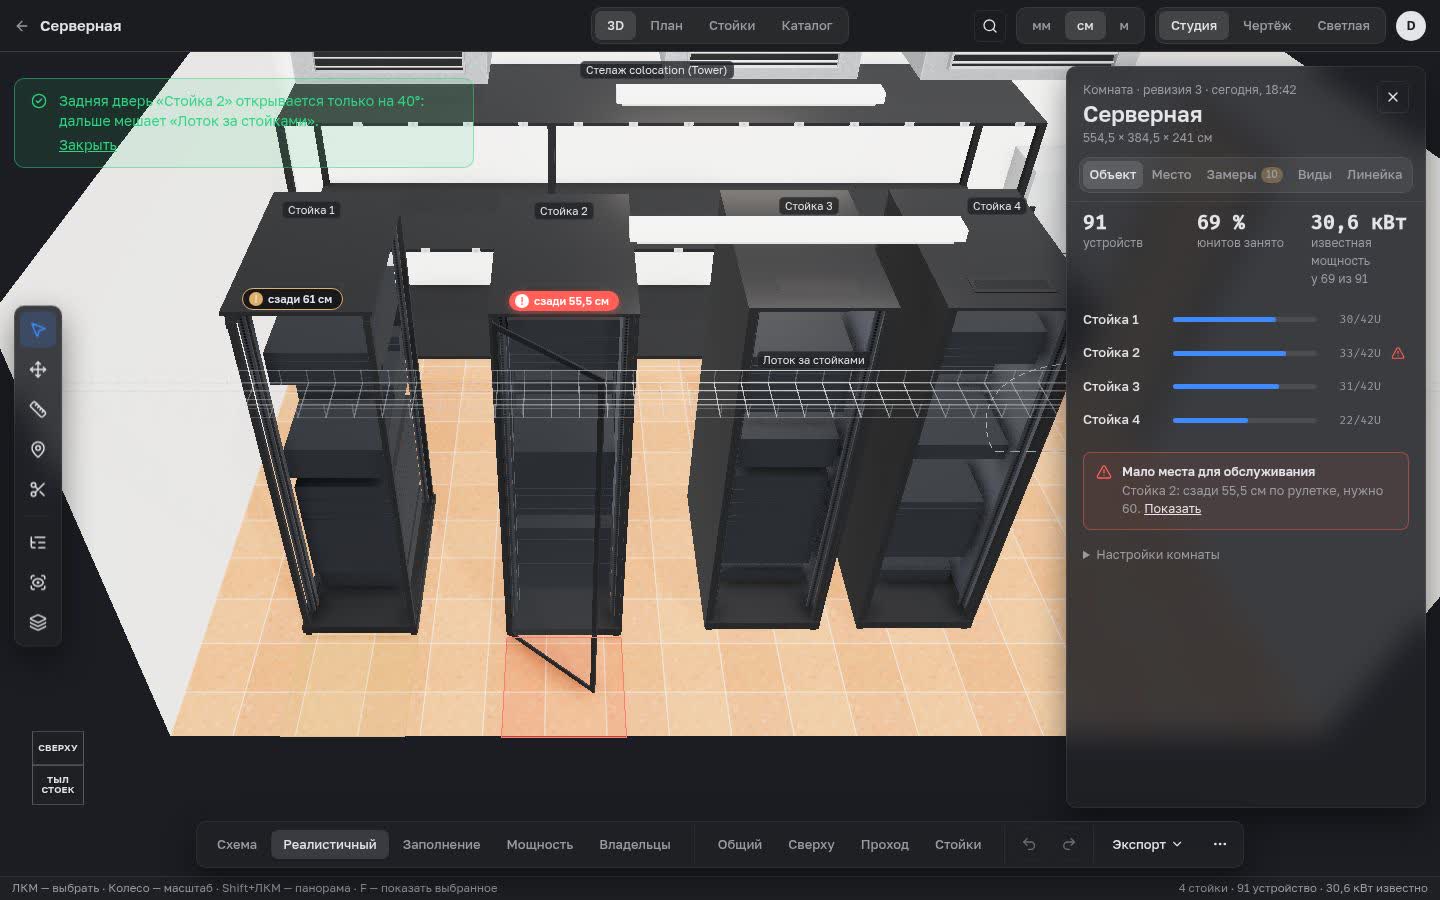 Серверная
3D План Стойки Каталог
мм см м
Студия Чертёж Светлая
D
Задняя дверь «Стойка 2» открывается только на 40°:
дальше мешает «Лоток за стойками».
Закрыть
Стелаж colocation (Tower)
Стойка 1
Стойка 2
Стойка 3
Стойка 4
! сзади 61 см
! сзади 55,5 см
Лоток за стойками
Комната · ревизия 3 · сегодня, 18:42
Серверная
554,5 × 384,5 × 241 см
Объект Место Замеры 10 Виды Линейка
91
устройств
69 %
юнитов занято
30,6 кВт
известная
мощность
у 69 из 91
Стойка 1 30/42U
Стойка 2 33/42U
Стойка 3 31/42U
Стойка 4 22/42U
Мало места для обслуживания
Стойка 2: сзади 55,5 см по рулетке, нужно
60. Показать
Настройки комнаты
СВЕРХУ
ТЫЛ
СТОЕК
Схема Реалистичный Заполнение Мощность Владельцы Общий Сверху Проход Стойки Экспорт
ЛКМ — выбрать · Колесо — масштаб · Shift+ЛКМ — панорама · F — показать выбранное
4 стойки · 91 устройство · 30,6 кВт известно